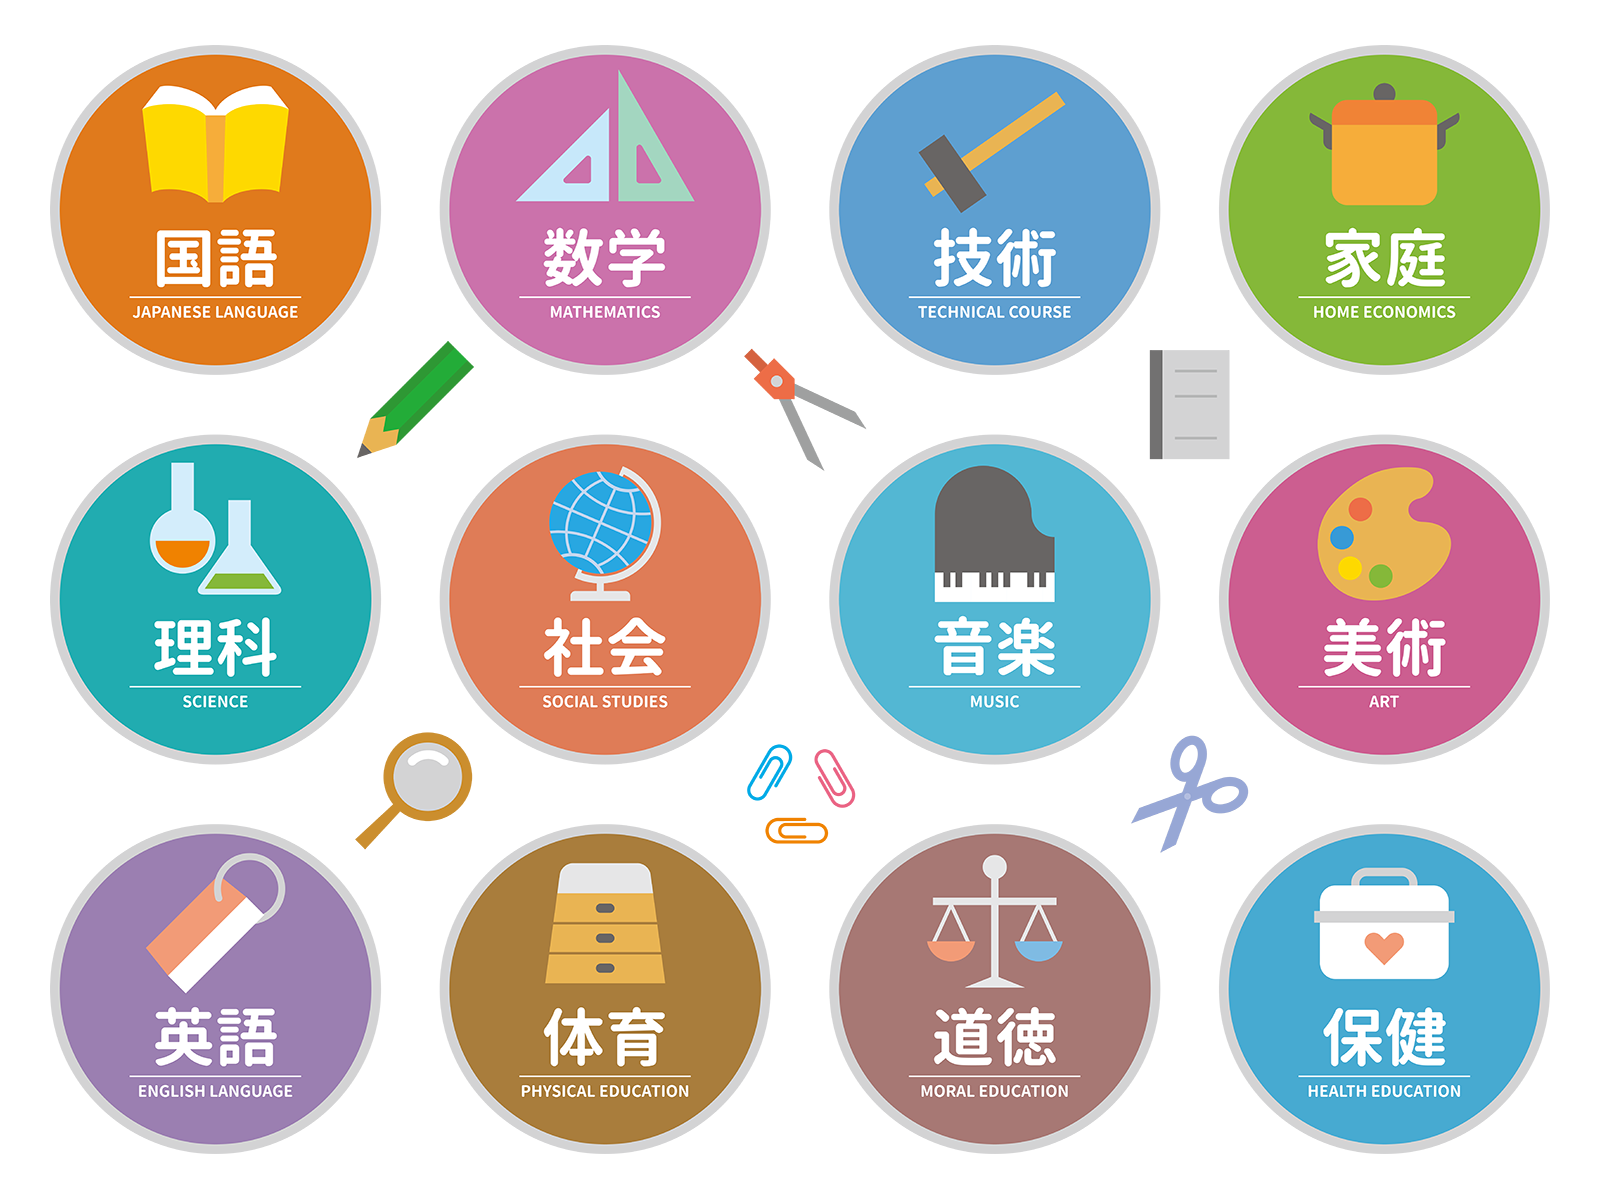 国語
JAPANESE LANGUAGE
数学
MATHEMATICS
技術
TECHNICAL COURSE
家庭
HOME ECONOMICS
理科
SCIENCE
社会
SOCIAL STUDIES
音楽
MUSIC
美術
ART
英語
ENGLISH LANGUAGE
体育
PHYSICAL EDUCATION
道徳
MORAL EDUCATION
保健
HEALTH EDUCATION